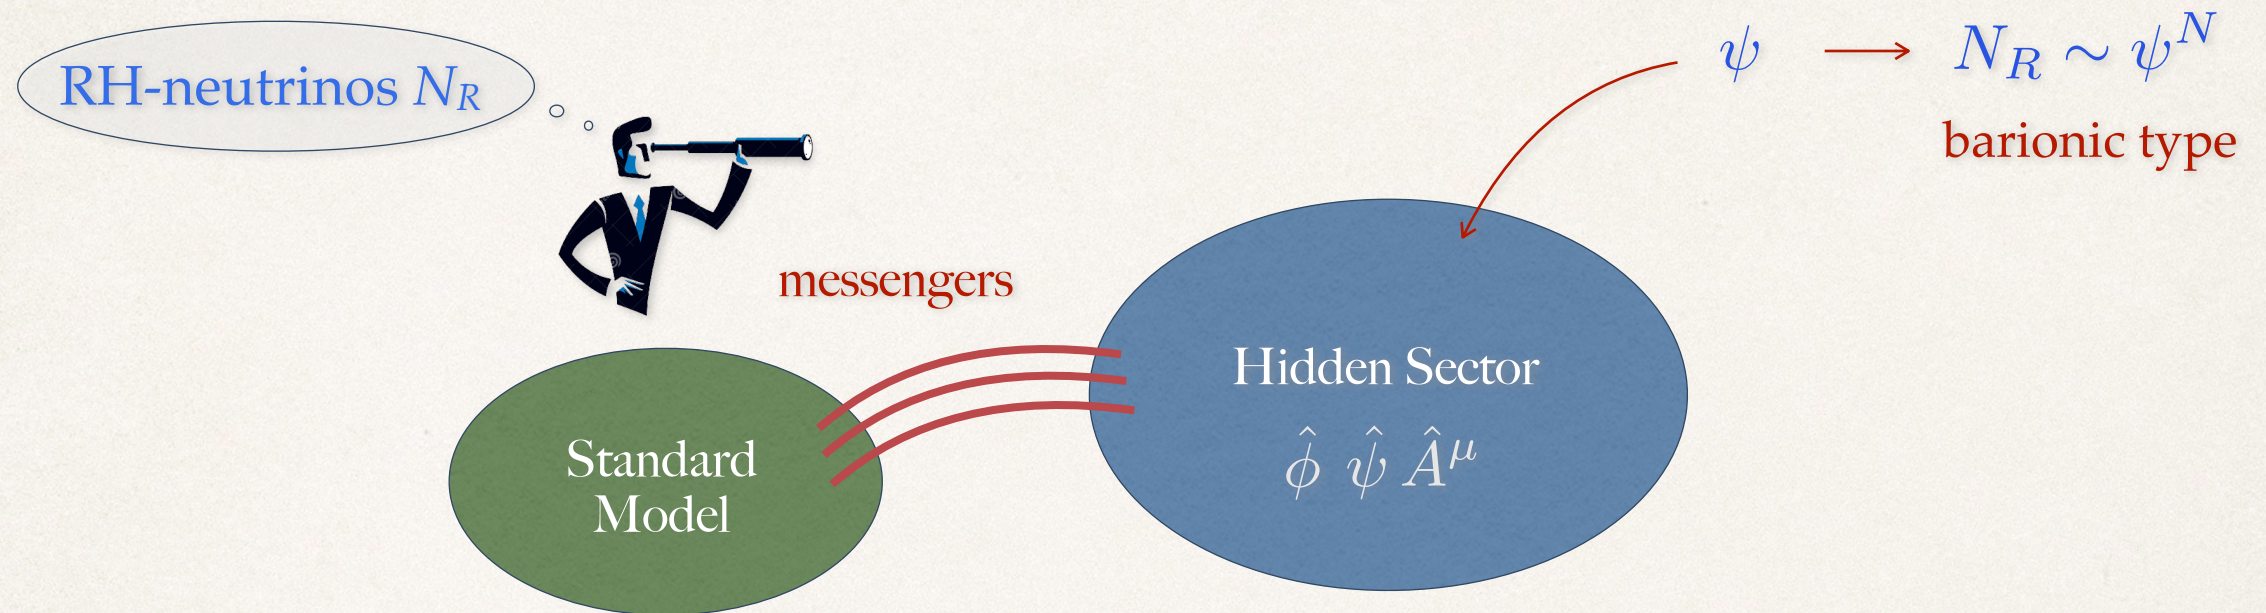 RH-neutrinos N_R
ψ → N_R ∼ ψ^N
barionic type
messengers
Hidden Sector
ϕ̂ ψ̂ Â^μ
Standard
Model